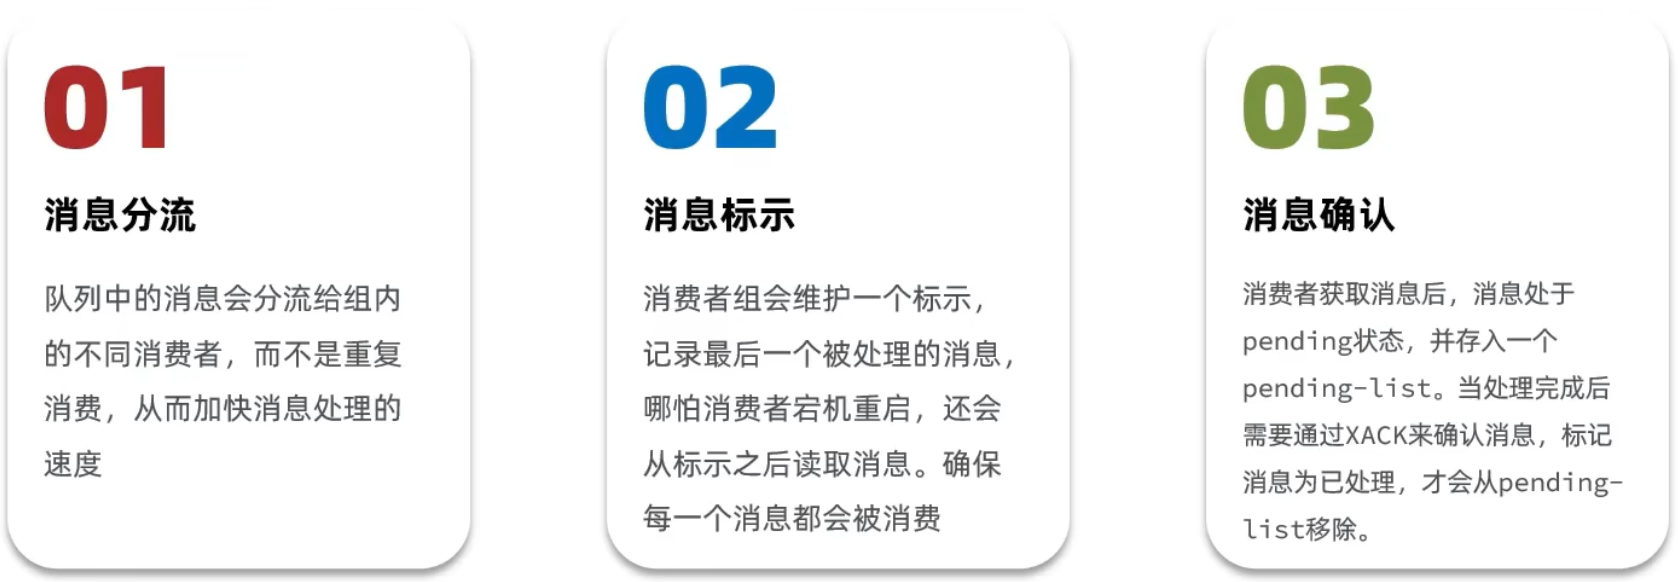 01
消息分流
队列中的消息会分流给组内
的不同消费者，而不是重复
消费，从而加快消息处理的
速度
02
消息标示
消费者组会维护一个标示，
记录最后一个被处理的消息，
哪怕消费者宕机重启，还会
从标示之后读取消息。确保
每一个消息都会被消费
03
消息确认
消费者获取消息后，消息处于
pending状态，并存入一个
pending-list。当处理完成后
需要通过XACK来确认消息，标记
消息为已处理，才会从pending-
list移除。